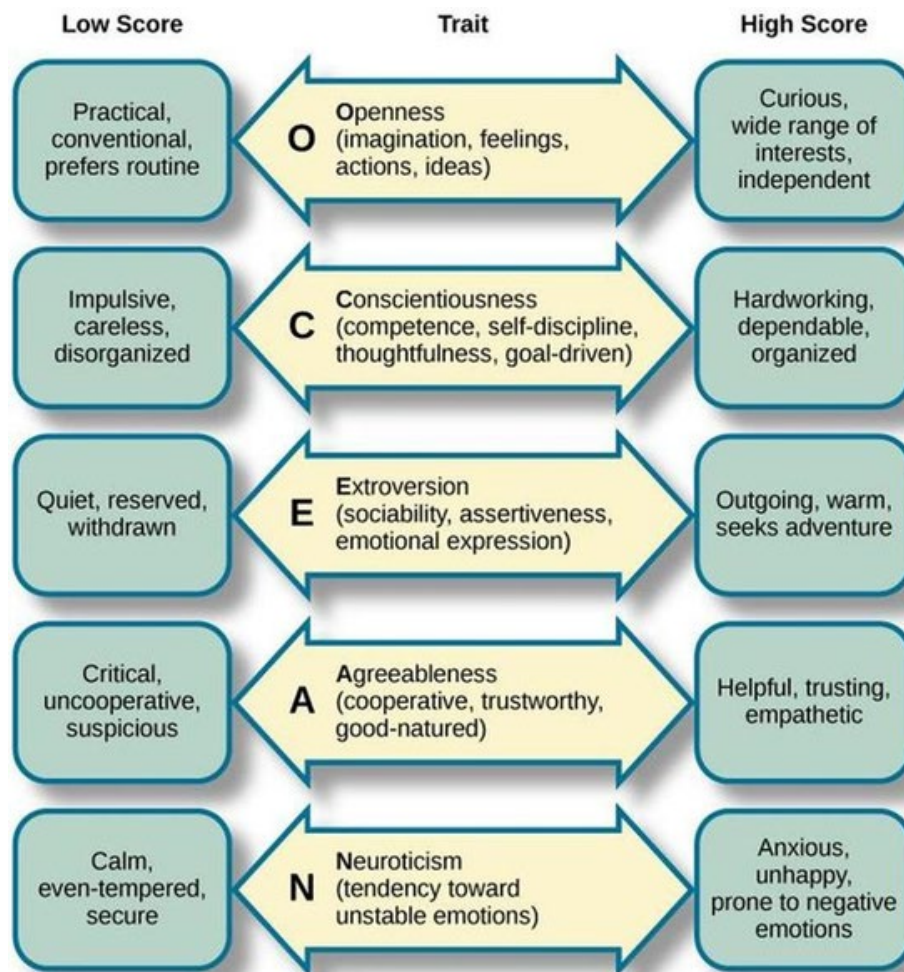 Low Score
Trait
High Score
Practical,
conventional,
prefers routine
O
Openness
(imagination, feelings,
actions, ideas)
Curious,
wide range of
interests,
independent
Impulsive,
careless,
disorganized
C
Conscientiousness
(competence, self-discipline,
thoughtfulness, goal-driven)
Hardworking,
dependable,
organized
Quiet, reserved,
withdrawn
E
Extroversion
(sociability, assertiveness,
emotional expression)
Outgoing, warm,
seeks adventure
Critical,
uncooperative,
suspicious
A
Agreeableness
(cooperative, trustworthy,
good-natured)
Helpful, trusting,
empathetic
Calm,
even-tempered,
secure
N
Neuroticism
(tendency toward
unstable emotions)
Anxious,
unhappy,
prone to negative
emotions